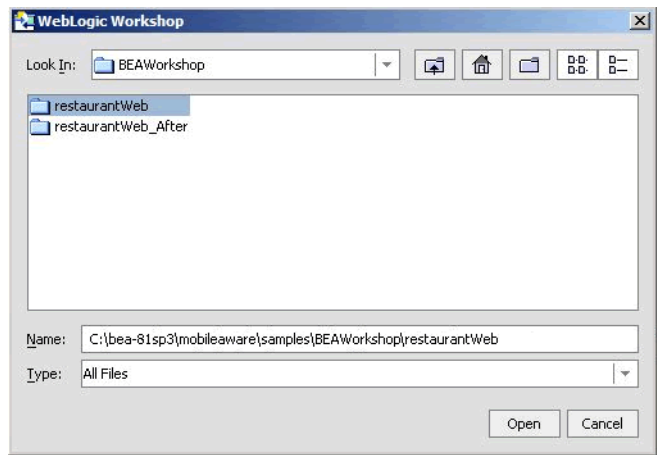 WebLogic Workshop
Look In: BEAWorkshop
restaurantWeb
restaurantWeb_After
Name: C:\bea-81sp3\mobileaware\samples\BEAWorkshop\restaurantWeb
Type: All Files
Open Cancel